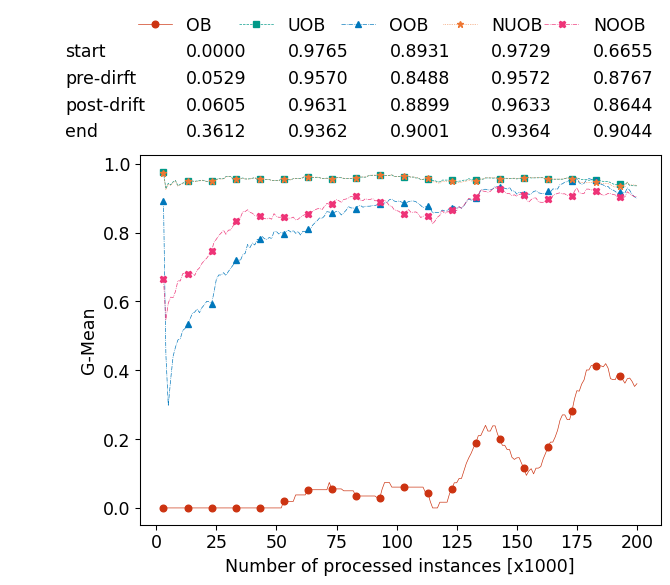 OB UOB OOB NUOB NOOB
start 0.0000 0.9765 0.8931 0.9729 0.6655
pre-dirft 0.0529 0.9570 0.8488 0.9572 0.8767
post-drift 0.0605 0.9631 0.8899 0.9633 0.8644
end 0.3612 0.9362 0.9001 0.9364 0.9044
1.0
0.8
0.6
0.4
0.2
0.0
G-Mean
0 25 50 75 100 125 150 175 200
Number of processed instances [x1000]